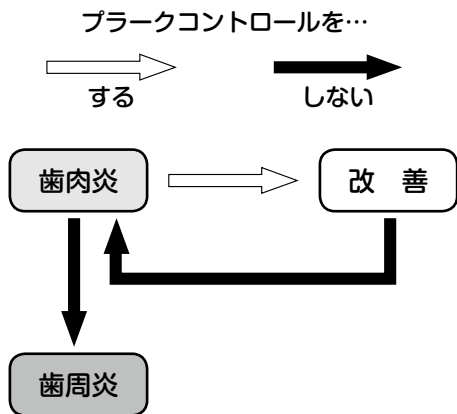 プラークコントロールを…
する
しない
歯肉炎
改　善
歯周炎